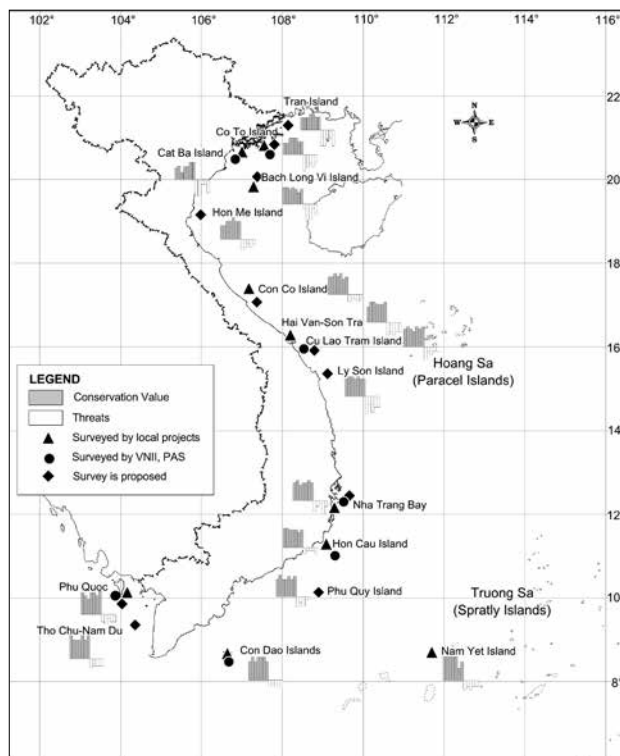 102° 104° 106° 108° 110° 112° 114° 116°
N
W E
S
22
20
18
16
14
12
10
8°
Tran Island
Co To Island
Cat Ba Island
Bach Long Vi Island
Hon Me Island
Con Co Island
Hai Van-Son Tra
Cu Lao Tram Island
Hoang Sa
(Paracel Islands)
Ly Son Island
LEGEND
Conservation Value
Threats
Surveyed by local projects
Surveyed by VNII, PAS
Survey is proposed
Nha Trang Bay
Hon Cau Island
Phu Quoc
Phu Quy Island
Truong Sa
(Spratly Islands)
Tho Chu-Nam Du
Con Dao Islands
Nam Yet Island